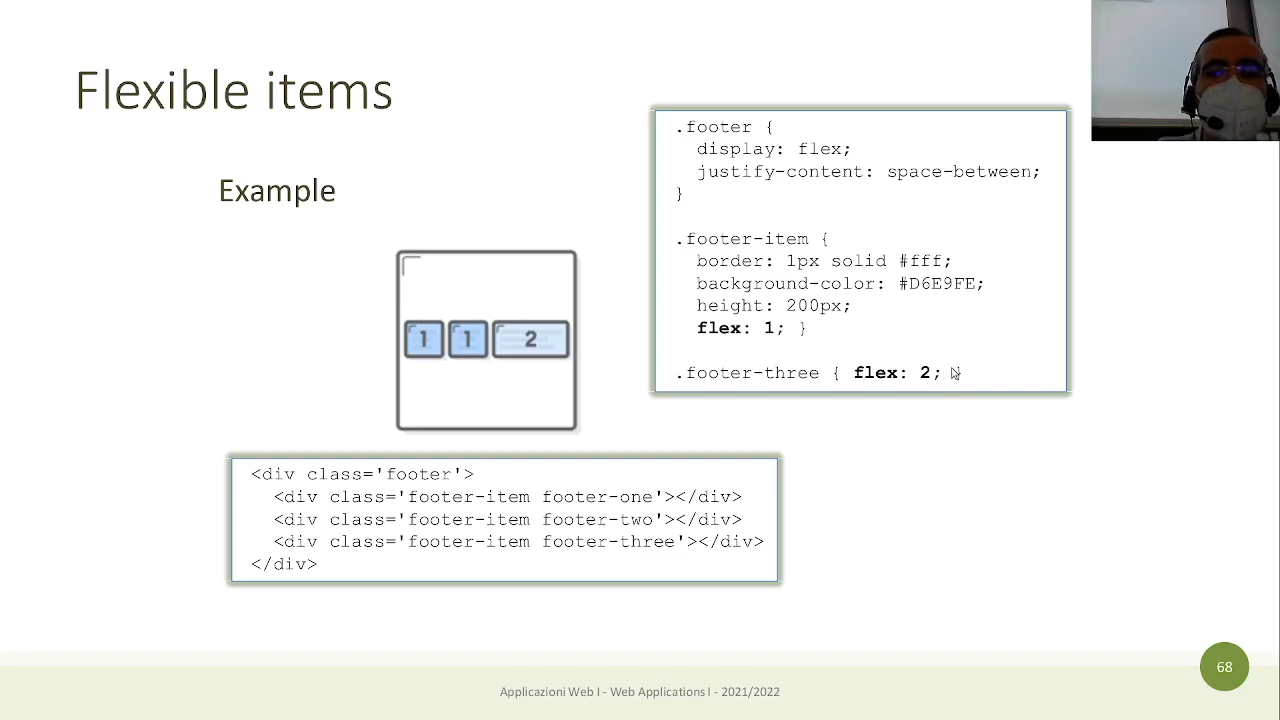 Flexible items
Example
.footer {
display: flex;
justify-content: space-between;
}
.footer-item {
border: 1px solid #fff;
background-color: #D6E9FE;
height: 200px;
flex: 1; }
.footer-three { flex: 2;
1 1 2
<div class='footer'>
<div class='footer-item footer-one'></div>
<div class='footer-item footer-two'></div>
<div class='footer-item footer-three'></div>
</div>
Applicazioni Web I - Web Applications I - 2021/2022
68